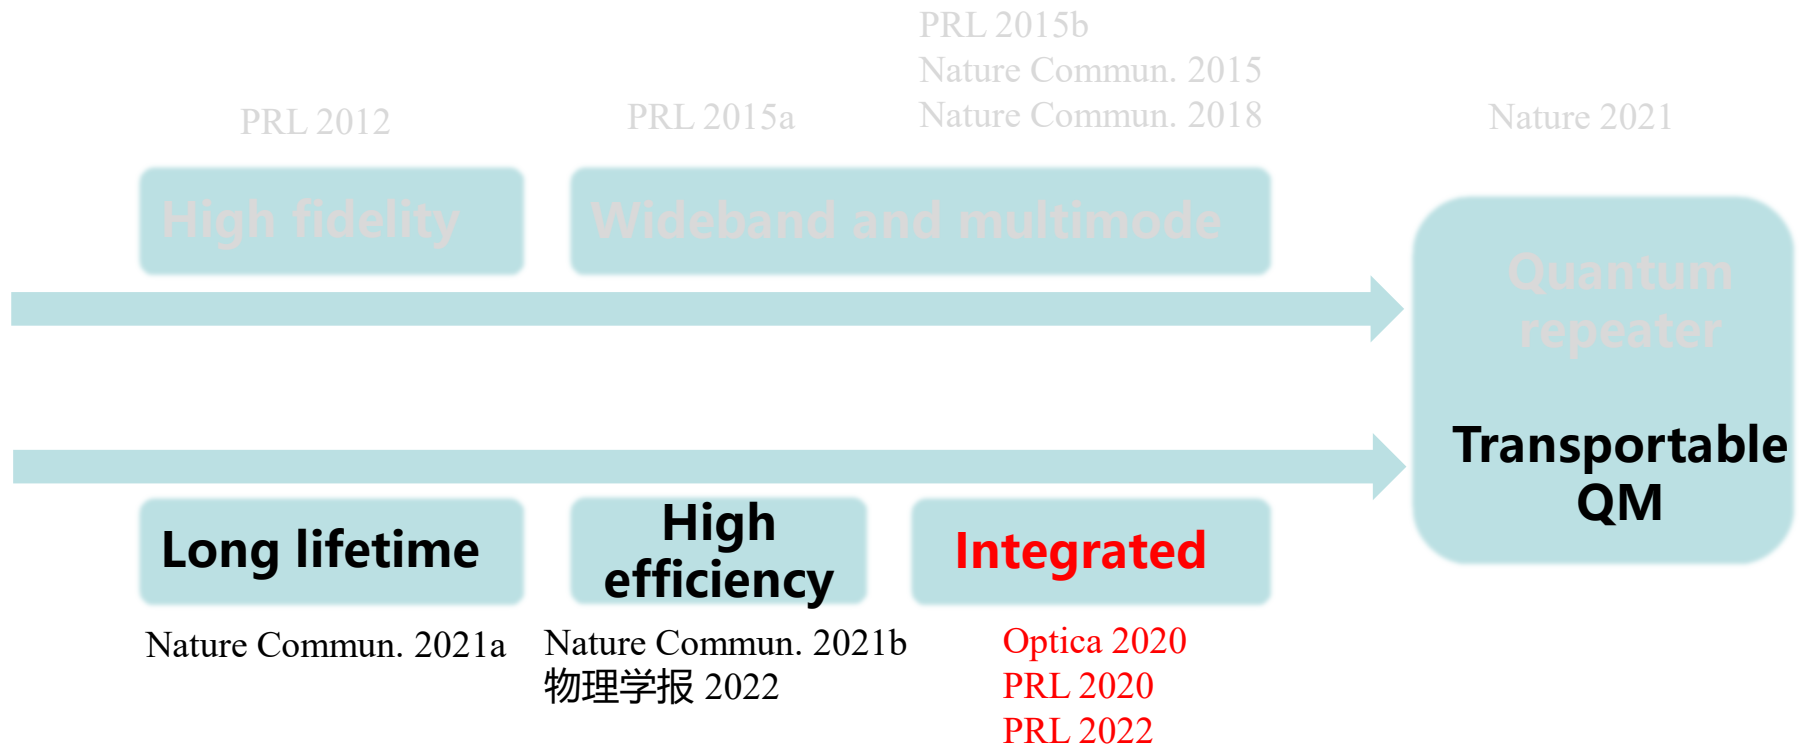 PRL 2015b
Nature Commun. 2015
Nature Commun. 2018
PRL 2012
PRL 2015a
Nature 2021
High fidelity
Wideband and multimode
Quantum
repeater
Transportable
QM
Long lifetime
High
efficiency
Integrated
Nature Commun. 2021a
Nature Commun. 2021b
物理学报 2022
Optica 2020
PRL 2020
PRL 2022